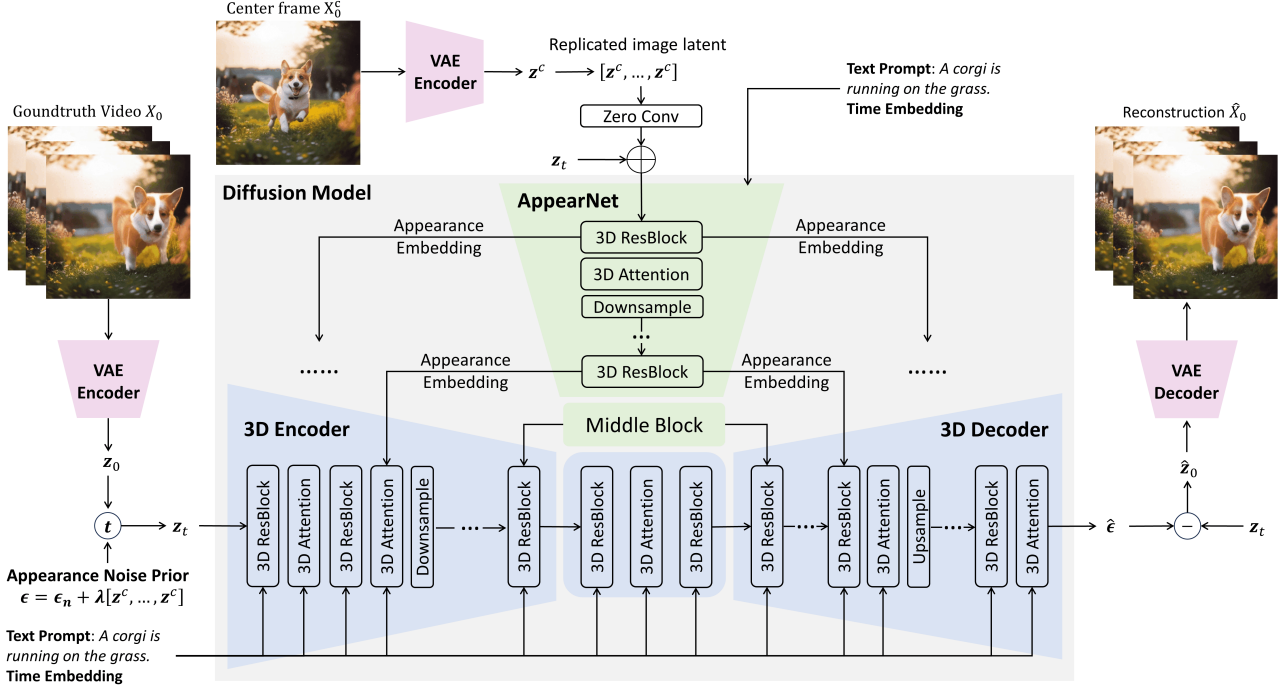 Center frame X₀ᶜ
VAE
Encoder
zᶜ
Replicated image latent
[zᶜ, …, zᶜ]
Zero Conv
zₜ
Text Prompt: A corgi is
running on the grass.
Time Embedding
Goundtruth Video X₀
VAE
Encoder
z₀
t
zₜ
Appearance Noise Prior
ϵ = ϵₙ + λ[zᶜ, …, zᶜ]
Text Prompt: A corgi is
running on the grass.
Time Embedding
Diffusion Model
AppearNet
Appearance
Embedding
3D ResBlock
Appearance
Embedding
3D Attention
Downsample
...
......
Appearance
Embedding
3D ResBlock
Appearance
Embedding
......
Middle Block
3D Encoder
3D ResBlock
3D Attention
3D ResBlock
3D Attention
Downsample
...
3D ResBlock
3D ResBlock
3D Attention
3D ResBlock
3D Decoder
3D ResBlock
....
3D ResBlock
3D Attention
Upsample
....
3D ResBlock
3D Attention
ϵ̂
−
zₜ
ẑ₀
VAE
Decoder
Reconstruction X̂₀